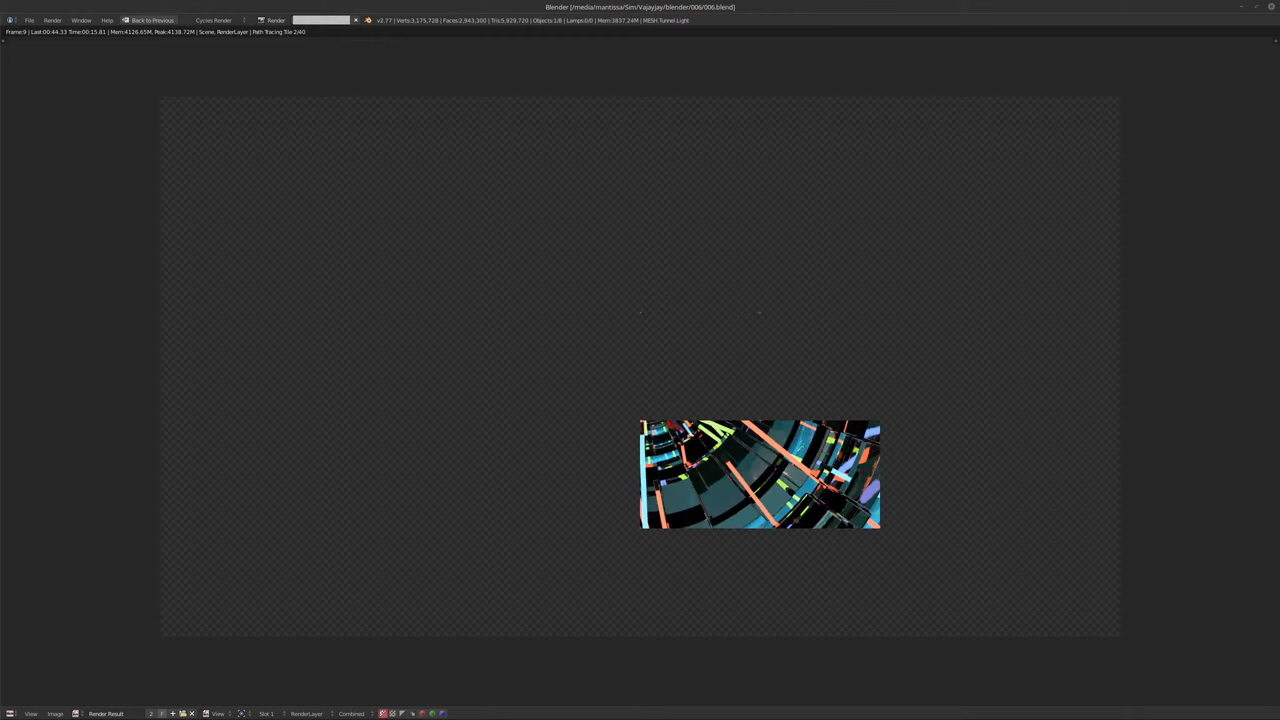 Blender [/media/mantissa/Sim/Vajayjay/blender/006/006.blend]
File Render Window Help Back to Previous Cycles Render Render v2.77 | Verts:3,175,728 | Faces:2,943,300 | Tris:5,929,720 | Objects:1/8 | Lamps:0/0 | Mem:3837.24M | MESH.Tunnel.Light
Frame:9 | Last:00:44.33 Time:00:15.81 | Mem:4126.65M, Peak:4138.72M | Scene, RenderLayer | Path Tracing Tile 2/40
View Image Render Result 2 F View Slot 1 RenderLayer Combined